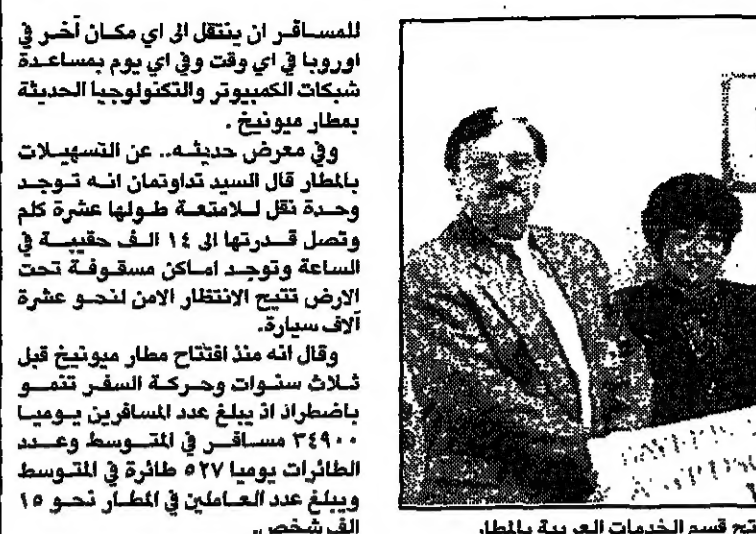 للمسافر ان ينتقل الى اي مكان آخر في
اوروبا في اي وقت وفي اي يوم بمساعدة
شبكات الكمبيوتر والتكنولوجيا الحديثة
بمطار ميونيخ .
وفي معرض حديثه.. عن التسهيلات
بالمطار قال السيد تداوتمان انه توجد
وحدة نقل للامتعة طولها عشرة كلم
وتصل قدرتها الى ١٤ الف حقيبة في
الساعة وتوجد اماكن مسقوفة تحت
الارض تتيح الانتظار الامن لنحو عشرة
آلاف سيارة.
وقال انه منذ افتتاح مطار ميونيخ قبل
ثلاث سنوات وحركة السفر تنمو
باضطراد اذ يبلغ عدد المسافرين يوميا
٣٤٩٠٠ مسافر في المتوسط وعدد
الطائرات يوميا ٥٢٧ طائرة في المتوسط
ويبلغ عدد العاملين في المطار نحو ١٥
الف شخص.
تح قسم الخدمات العربية بالمطار